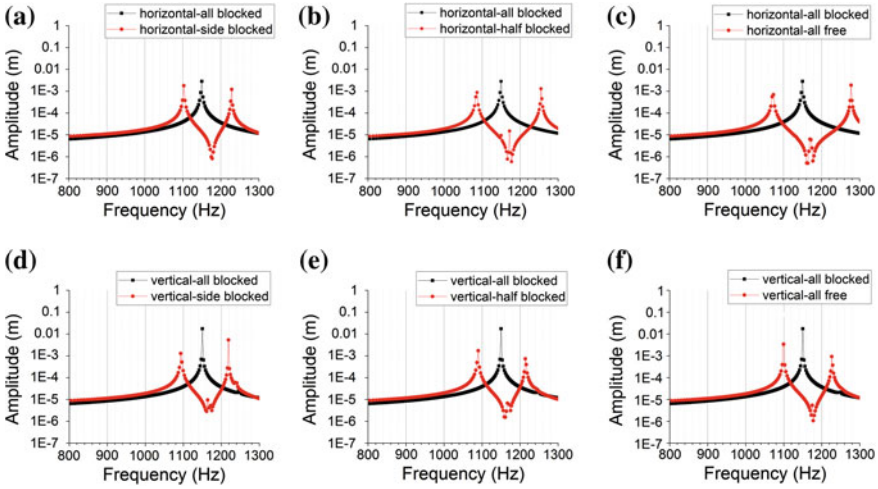 (a)
horizontal-all blocked
horizontal-side blocked
Amplitude (m)
1
0.1
0.01
1E-3
1E-4
1E-5
1E-6
1E-7
800 900 1000 1100 1200 1300
Frequency (Hz)
(b)
horizontal-all blocked
horizontal-half blocked
Amplitude (m)
1
0.1
0.01
1E-3
1E-4
1E-5
1E-6
1E-7
800 900 1000 1100 1200 1300
Frequency (Hz)
(c)
horizontal-all blocked
horizontal-all free
Amplitude (m)
1
0.1
0.01
1E-3
1E-4
1E-5
1E-6
1E-7
800 900 1000 1100 1200 1300
Frequency (Hz)
(d)
vertical-all blocked
vertical-side blocked
Amplitude (m)
1
0.1
0.01
1E-3
1E-4
1E-5
1E-6
1E-7
800 900 1000 1100 1200 1300
Frequency (Hz)
(e)
vertical-all blocked
vertical-half blocked
Amplitude (m)
1
0.1
0.01
1E-3
1E-4
1E-5
1E-6
1E-7
800 900 1000 1100 1200 1300
Frequency (Hz)
(f)
vertical-all blocked
vertical-all free
Amplitude (m)
1
0.1
0.01
1E-3
1E-4
1E-5
1E-6
1E-7
800 900 1000 1100 1200 1300
Frequency (Hz)